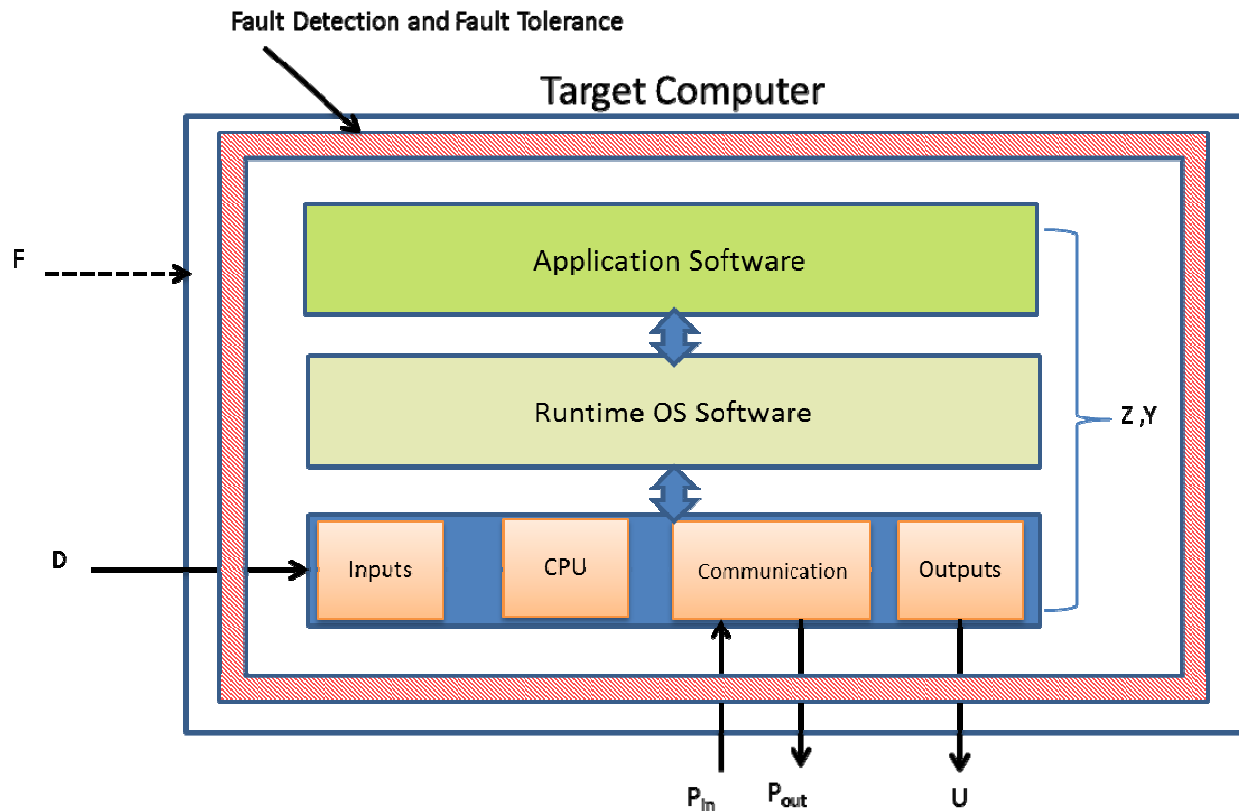 Fault Detection and Fault Tolerance
Target Computer
F
Application Software
Runtime OS Software
Z ,Y
D
Inputs
CPU
Communication
Outputs
Pin
Pout
U